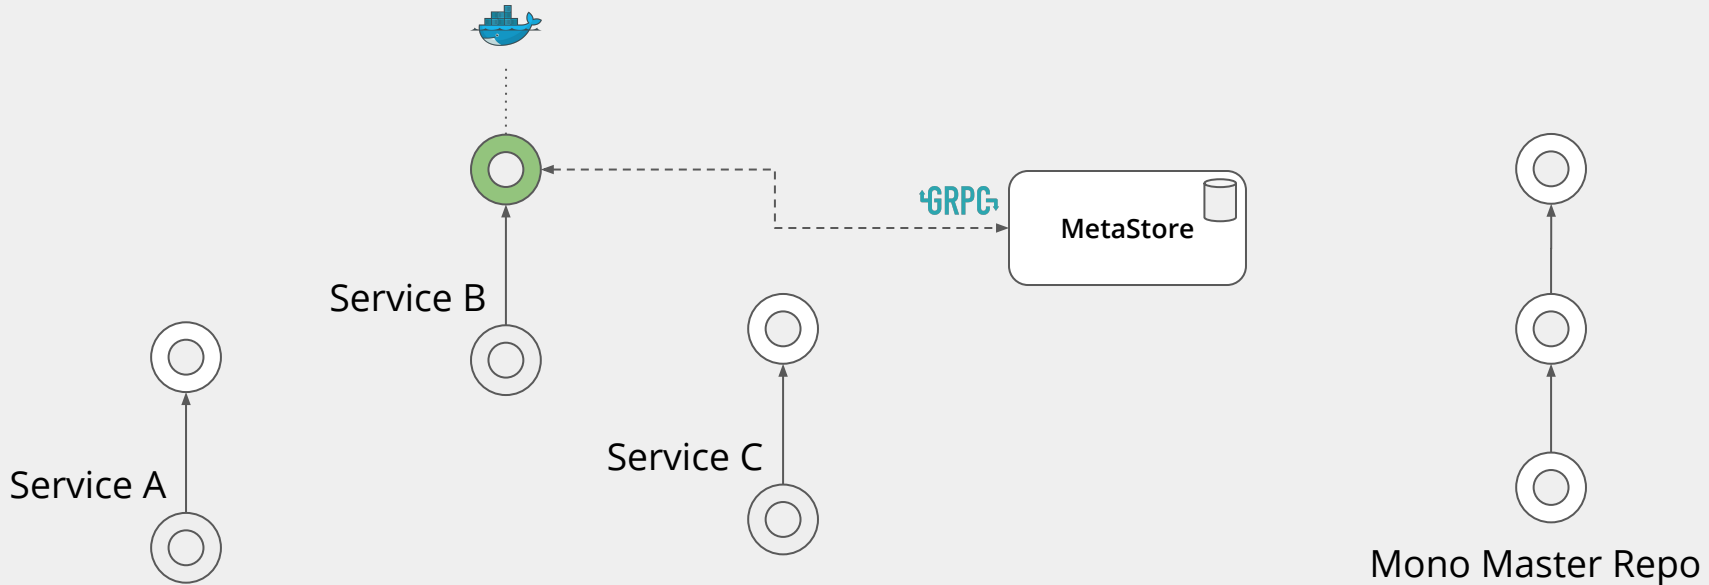 GRPC
MetaStore
Service B
Service C
Service A
Mono Master Repo